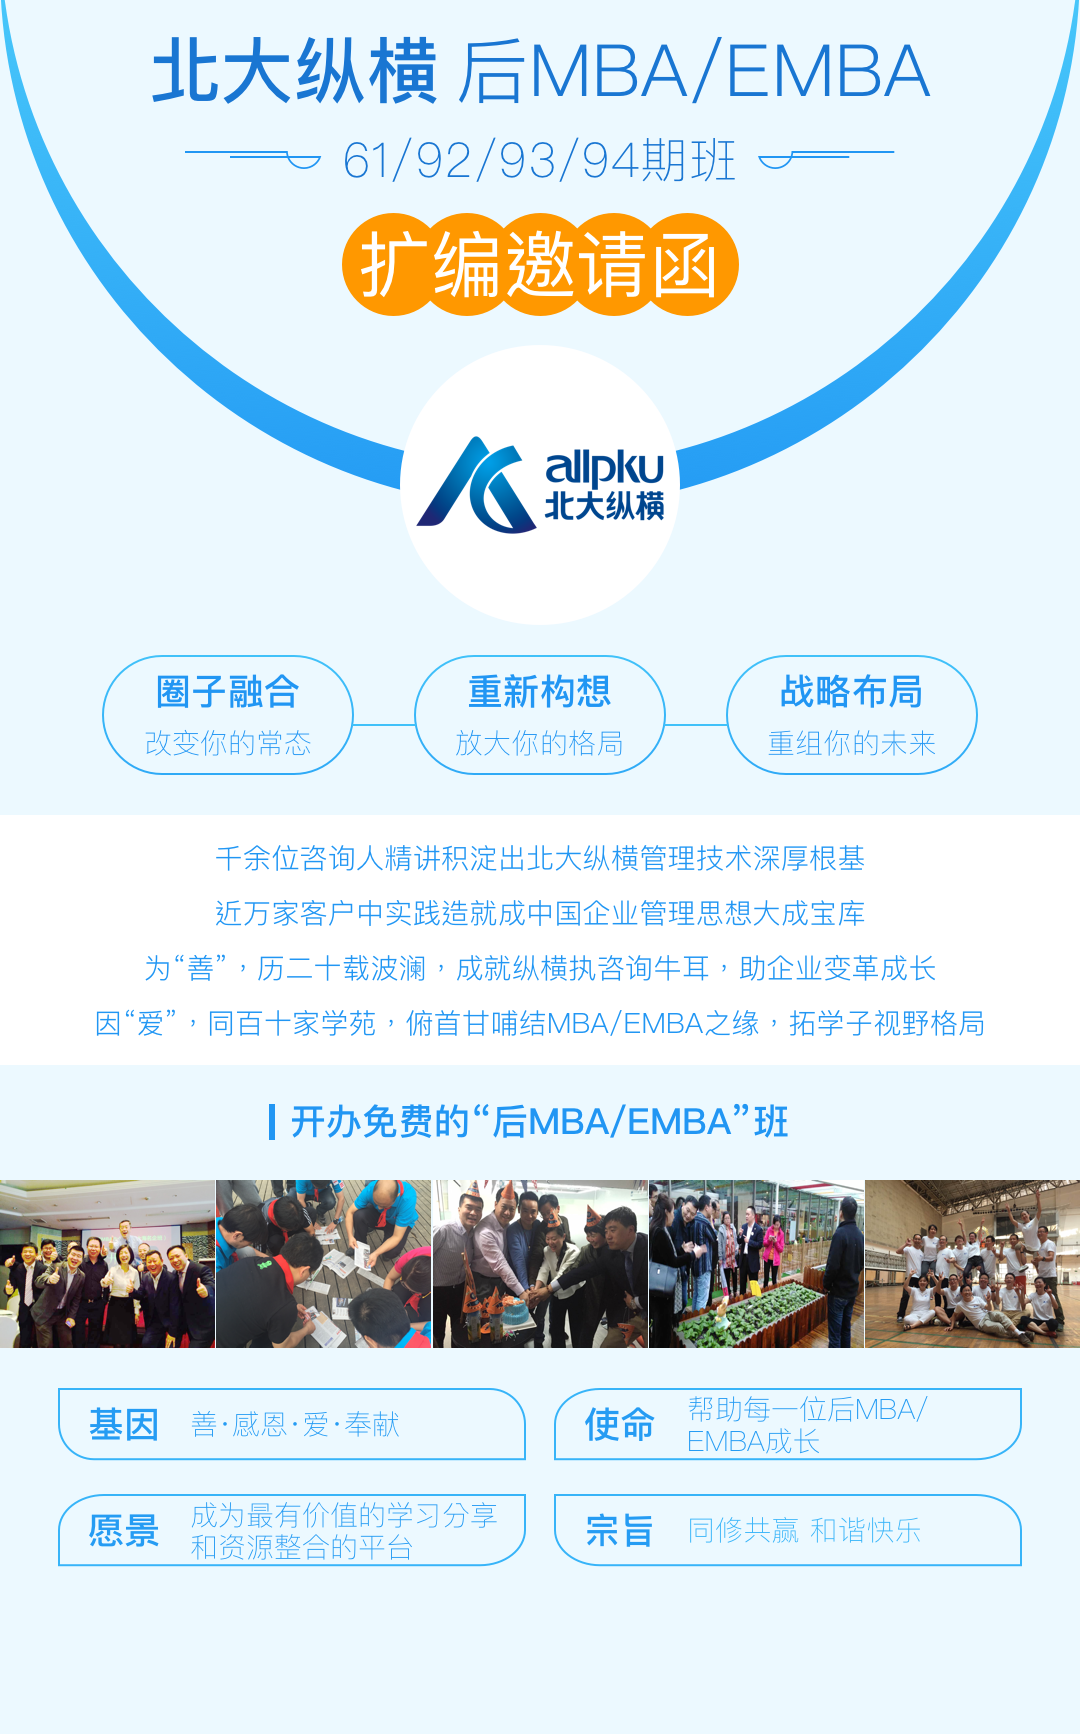 北大纵横 后MBA/EMBA
61/92/93/94期班
扩编邀请函
allpku
北大纵横
圈子融合
改变你的常态
重新构想
放大你的格局
战略布局
重组你的未来
千余位咨询人精讲积淀出北大纵横管理技术深厚根基
近万家客户中实践造就成中国企业管理思想大成宝库
为“善”，历二十载波澜，成就纵横执咨询牛耳，助企业变革成长
因“爱”，同百十家学苑，俯首甘哺结MBA/EMBA之缘，拓学子视野格局
开办免费的“后MBA/EMBA”班
基因
善·感恩·爱·奉献
使命
帮助每一位后MBA/
EMBA成长
愿景
成为最有价值的学习分享
和资源整合的平台
宗旨
同修共赢 和谐快乐